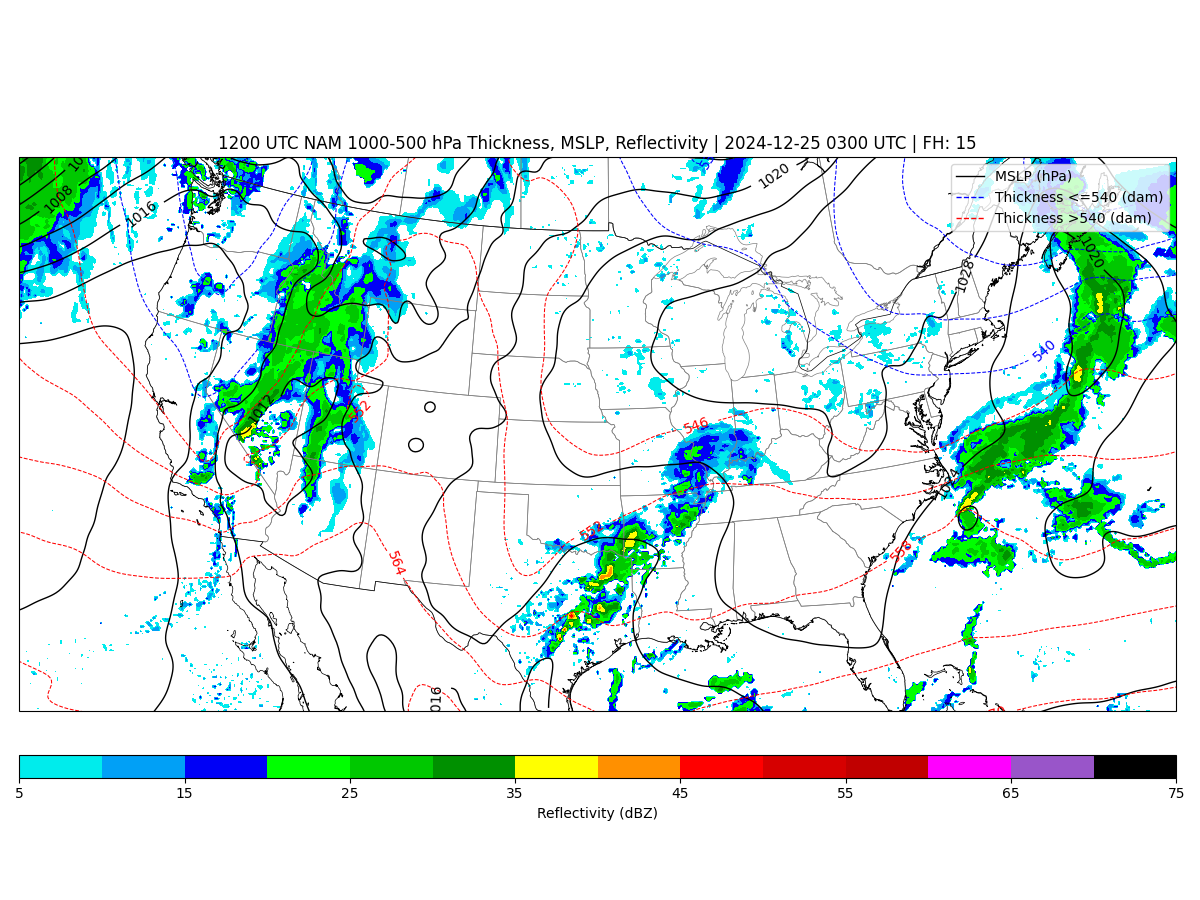 1200 UTC NAM 1000-500 hPa Thickness, MSLP, Reflectivity | 2024-12-25 0300 UTC | FH: 15
MSLP (hPa)
Thickness <=540 (dam)
Thickness >540 (dam)
1008
1016
1020
1020
1028
540
1012
546
552
558
564
016
5 15 25 35 45 55 65 75
Reflectivity (dBZ)